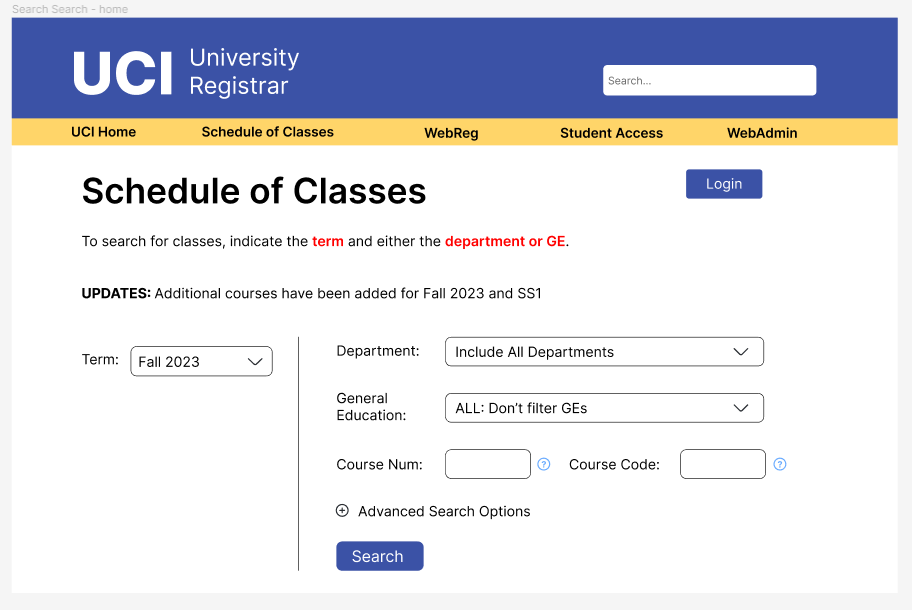 Search Search - home
UCI University
Registrar
Search...
UCI Home Schedule of Classes WebReg Student Access WebAdmin
Schedule of Classes
Login
To search for classes, indicate the term and either the department or GE.
UPDATES: Additional courses have been added for Fall 2023 and SS1
Term: Fall 2023
Department: Include All Departments
General
Education: ALL: Don’t filter GEs
Course Num: ? Course Code: ?
Advanced Search Options
Search